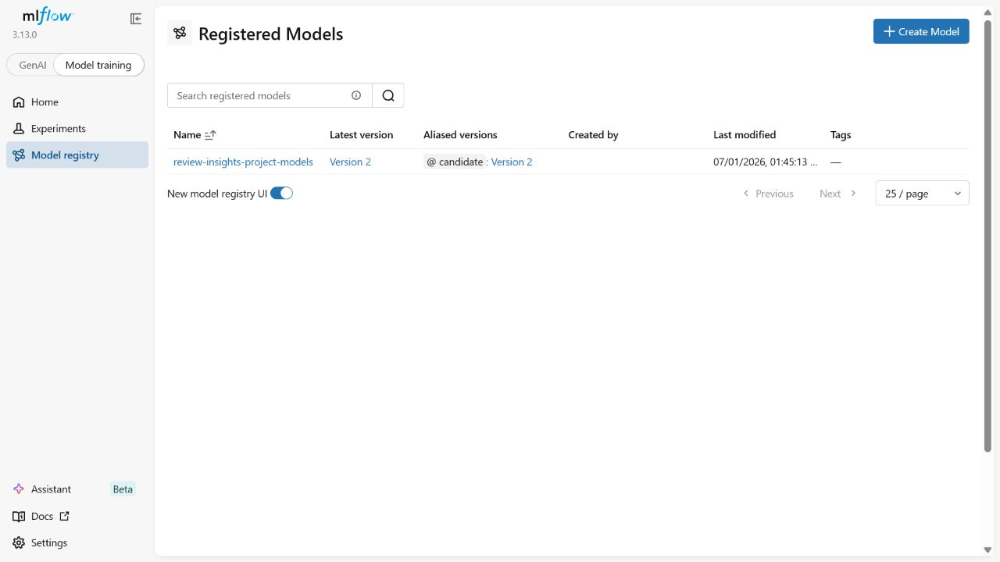 mlflow
3.13.0
GenAI
Model training
Home
Experiments
Model registry
Assistant
Beta
Docs
Settings
Registered Models
Create Model
Search registered models
Name Latest version Aliased versions Created by Last modified Tags
review-insights-project-models Version 2 @ candidate : Version 2 07/01/2026, 01:45:13 ... —
New model registry UI
Previous Next 25 / page